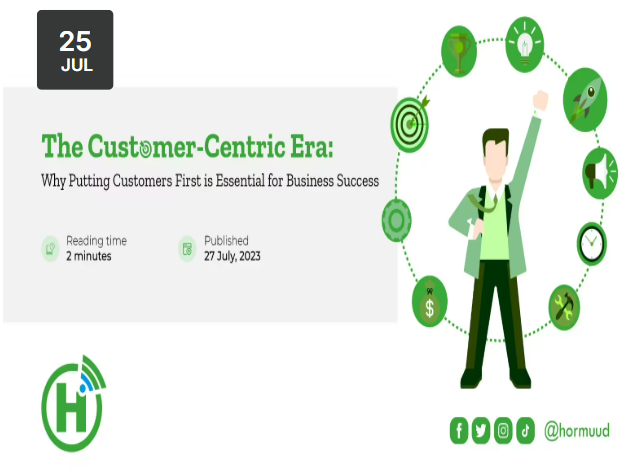 25
JUL
The Customer-Centric Era:
Why Putting Customers First is Essential for Business Success
Reading time
2 minutes
Published
27 July, 2023
$
H
@hormuud